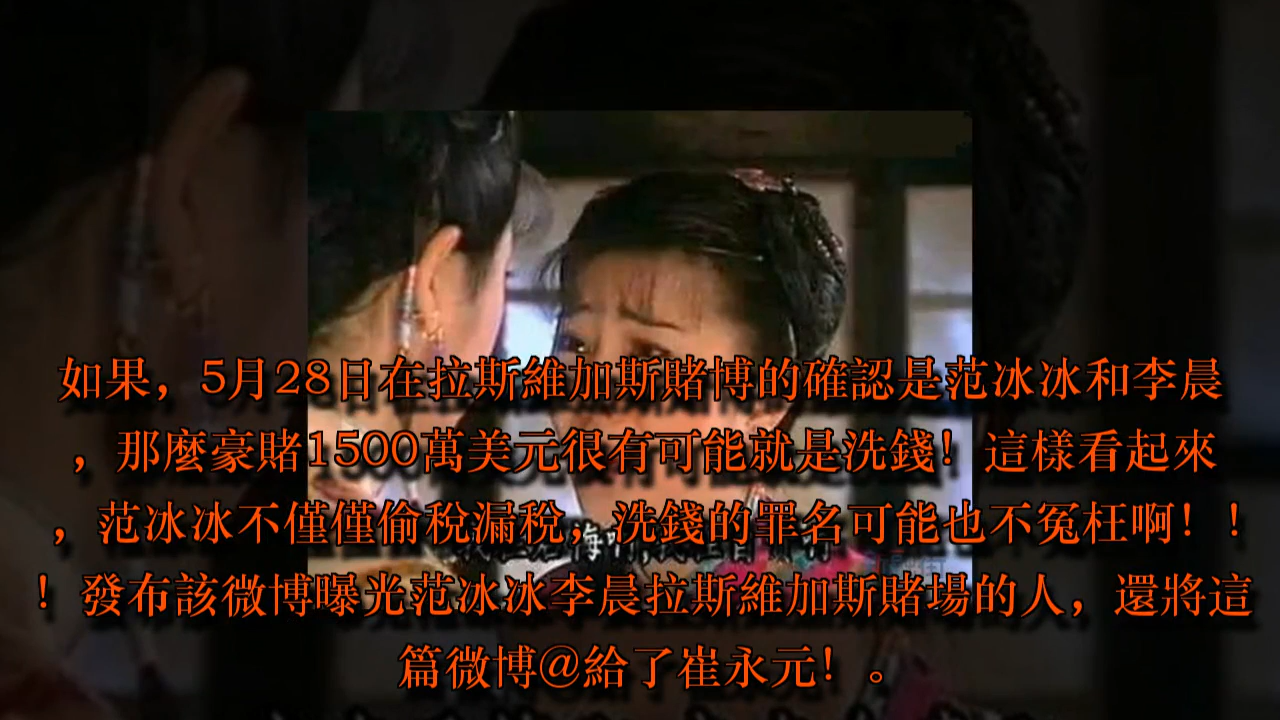 如果，5月28日在拉斯維加斯賭博的確認是范冰冰和李晨
，那麼豪賭1500萬美元很有可能就是洗錢！這樣看起來
，范冰冰不僅僅偷稅漏稅，洗錢的罪名可能也不冤枉啊！！
！發布該微博曝光范冰冰李晨拉斯維加斯賭場的人，還將這
篇微博@給了崔永元！。